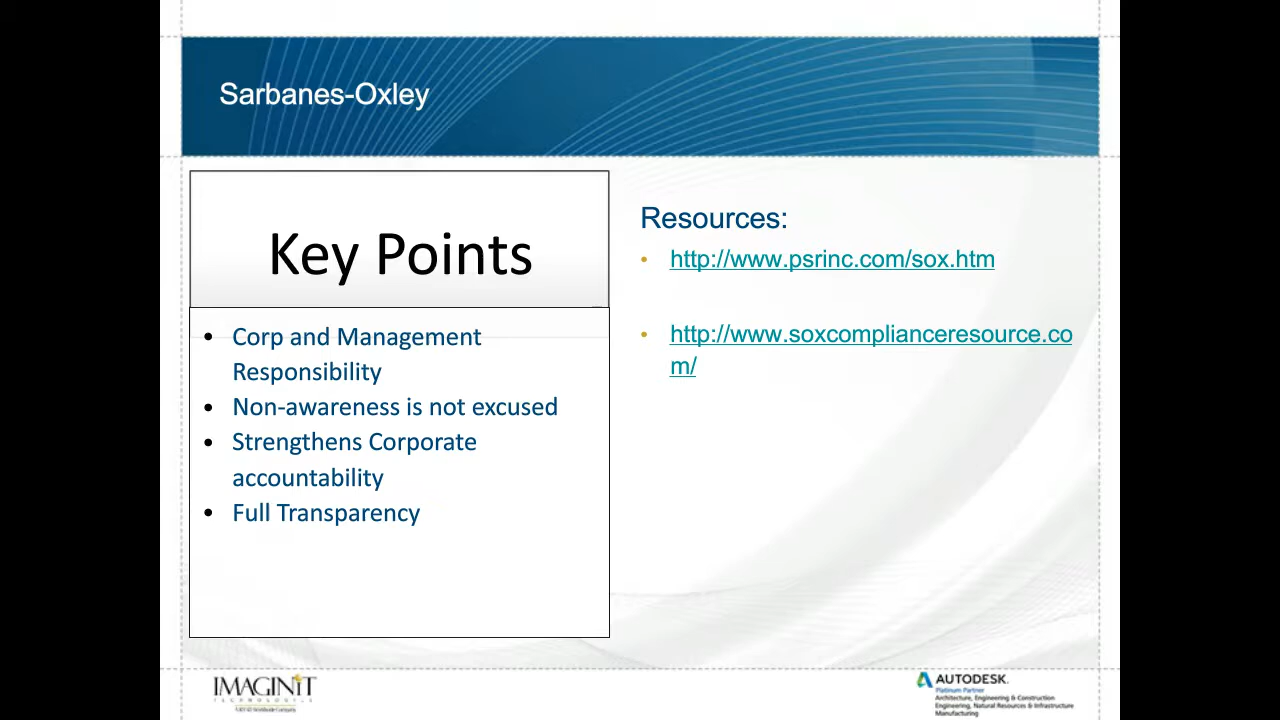 Sarbanes-Oxley
Key Points
• Corp and Management
Responsibility
• Non-awareness is not excused
• Strengthens Corporate
accountability
• Full Transparency
Resources:
• http://www.psrinc.com/sox.htm
• http://www.soxcomplianceresource.co
m/
IMAGINiT
TECHNOLOGIES
AUTODESK.
Platinum Partner
Architecture, Engineering & Construction
Engineering, Natural Resources & Infrastructure
Manufacturing